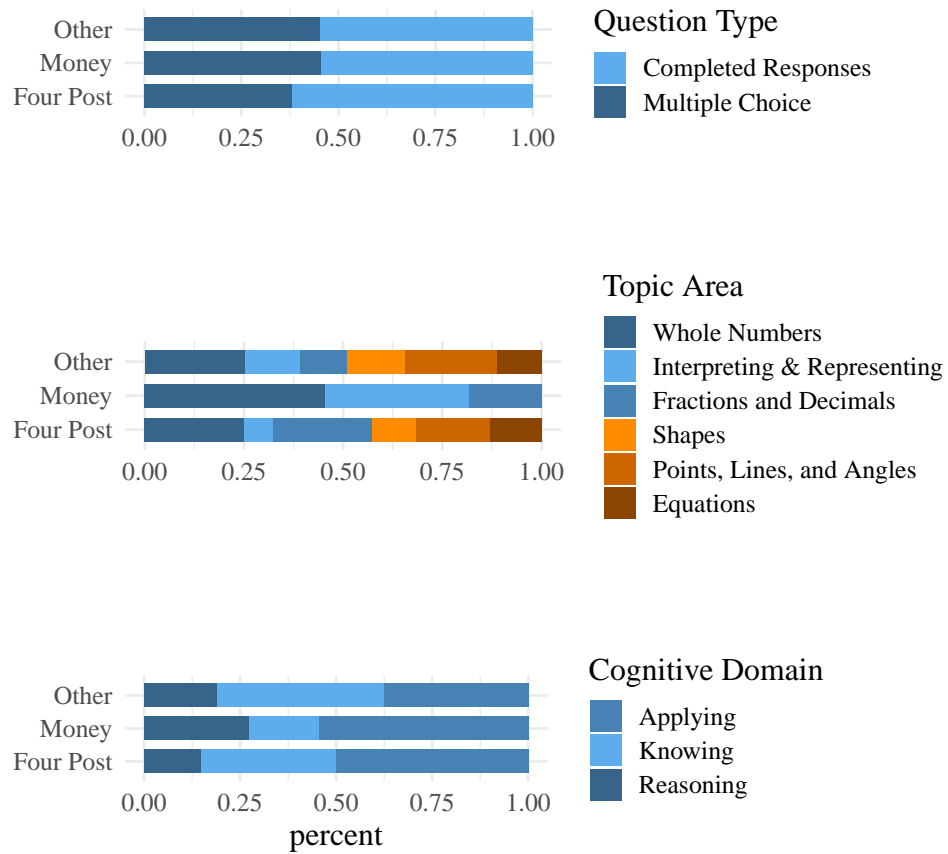 Question Type
Other
Money
Four Post
0.00 0.25 0.50 0.75 1.00
Completed Responses
Multiple Choice
Topic Area
Other
Money
Four Post
0.00 0.25 0.50 0.75 1.00
Whole Numbers
Interpreting & Representing
Fractions and Decimals
Shapes
Points, Lines, and Angles
Equations
Cognitive Domain
Other
Money
Four Post
0.00 0.25 0.50 0.75 1.00
percent
Applying
Knowing
Reasoning